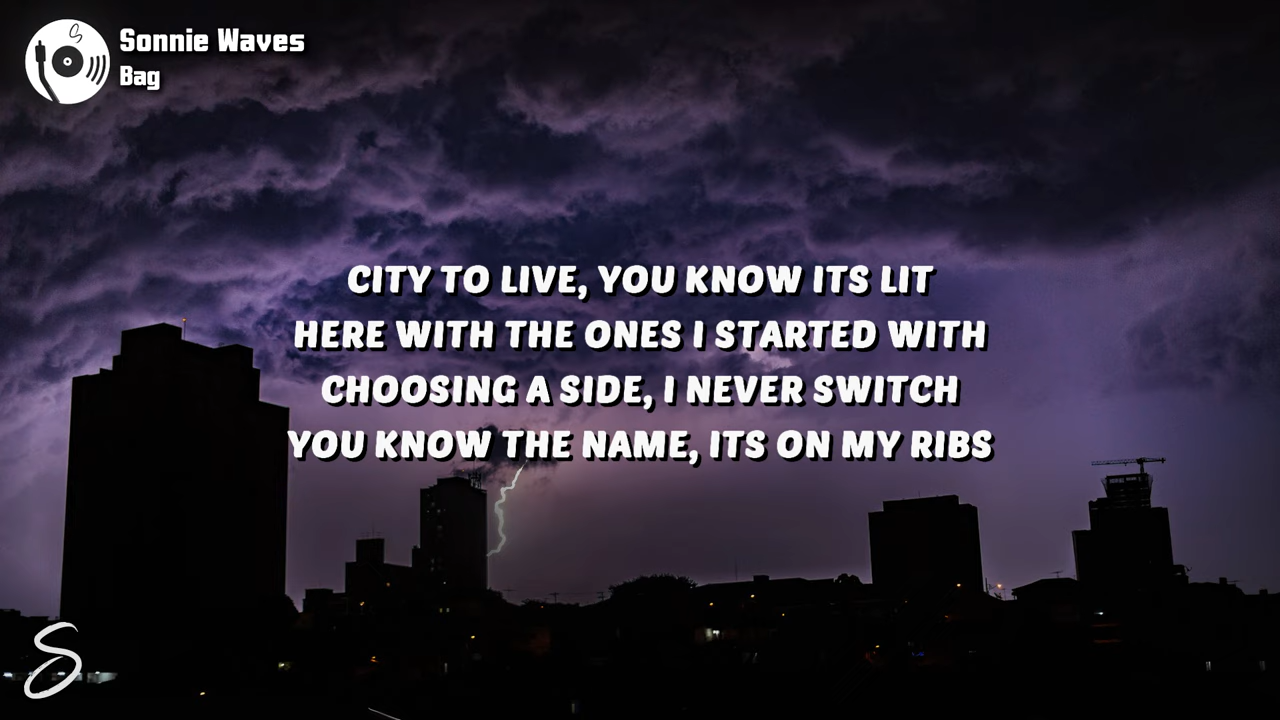 Sonnie Waves
Bag
CITY TO LIVE, YOU KNOW ITS LIT
HERE WITH THE ONES I STARTED WITH
CHOOSING A SIDE, I NEVER SWITCH
YOU KNOW THE NAME, ITS ON MY RIBS
S